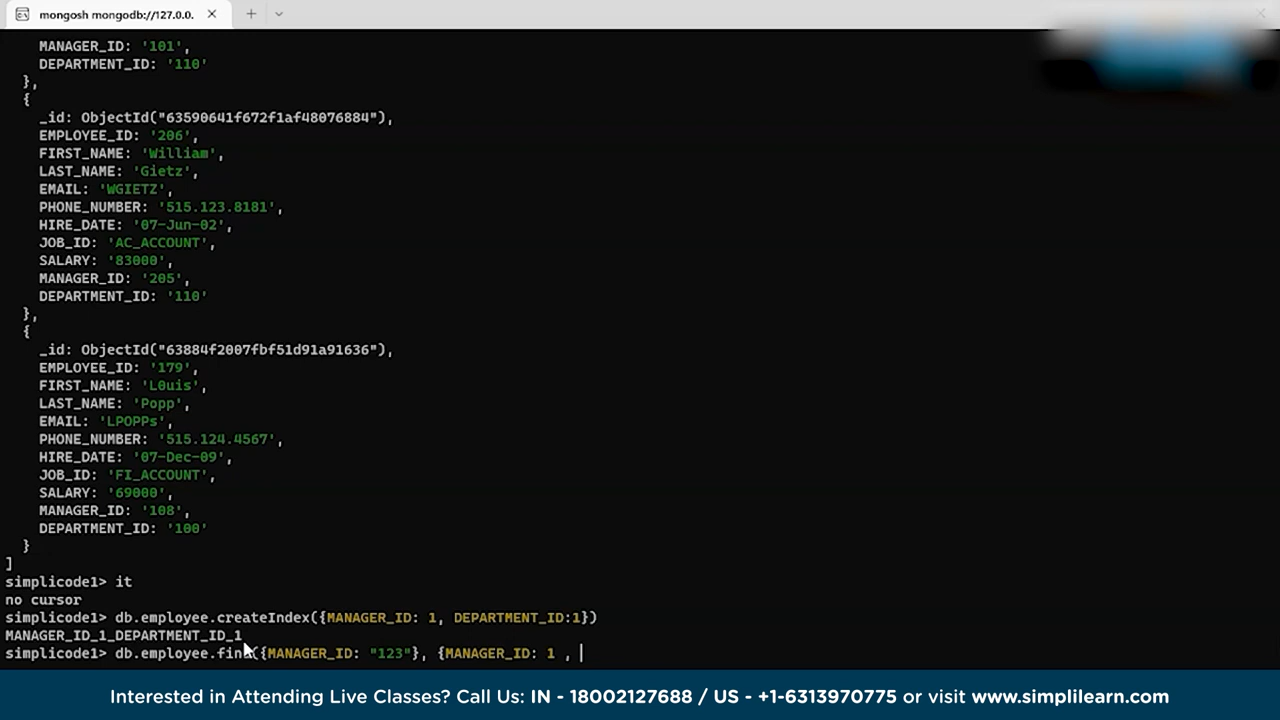 mongosh mongodb://127.0.0.
MANAGER_ID: '101',
DEPARTMENT_ID: '110'
},
{
_id: ObjectId("63590641f672f1af48076884"),
EMPLOYEE_ID: '206',
FIRST_NAME: 'William',
LAST_NAME: 'Gietz',
EMAIL: 'WGIETZ',
PHONE_NUMBER: '515.123.8181',
HIRE_DATE: '07-Jun-02',
JOB_ID: 'AC_ACCOUNT',
SALARY: '83000',
MANAGER_ID: '205',
DEPARTMENT_ID: '110'
},
{
_id: ObjectId("63884f2007fbf51d91a91636"),
EMPLOYEE_ID: '179',
FIRST_NAME: 'L0uis',
LAST_NAME: 'Popp',
EMAIL: 'LPOPPs',
PHONE_NUMBER: '515.124.4567',
HIRE_DATE: '07-Dec-09',
JOB_ID: 'FI_ACCOUNT',
SALARY: '69000',
MANAGER_ID: '108',
DEPARTMENT_ID: '100'
}
]
simplicode1> it
no cursor
simplicode1> db.employee.createIndex({MANAGER_ID: 1, DEPARTMENT_ID:1})
MANAGER_ID_1_DEPARTMENT_ID_1
simplicode1> db.employee.find({MANAGER_ID: "123"}, {MANAGER_ID: 1 ,
Interested in Attending Live Classes? Call Us: IN - 18002127688 / US - +1-6313970775 or visit www.simplilearn.com